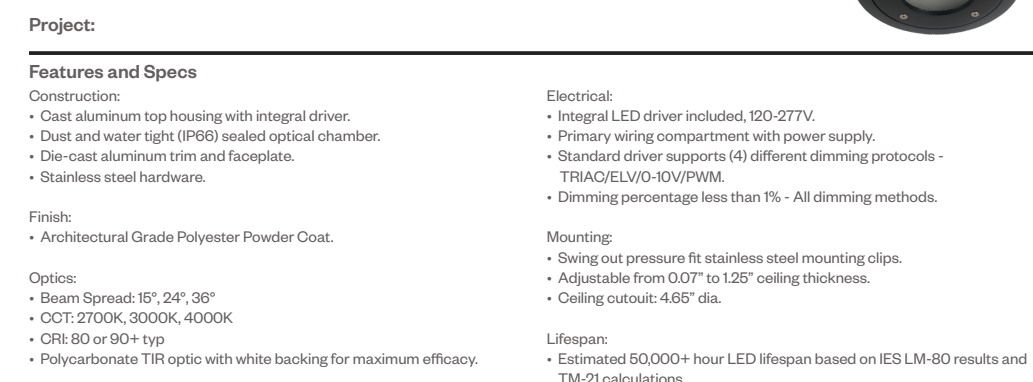 Project:
Features and Specs
Construction:
• Cast aluminum top housing with integral driver.
• Dust and water tight (IP66) sealed optical chamber.
• Die-cast aluminum trim and faceplate.
• Stainless steel hardware.
Finish:
• Architectural Grade Polyester Powder Coat.
Optics:
• Beam Spread: 15°, 24°, 36°
• CCT: 2700K, 3000K, 4000K
• CRI: 80 or 90+ typ
• Polycarbonate TIR optic with white backing for maximum efficacy.
Electrical:
• Integral LED driver included, 120-277V.
• Primary wiring compartment with power supply.
• Standard driver supports (4) different dimming protocols -
TRIAC/ELV/0-10V/PWM.
• Dimming percentage less than 1% - All dimming methods.
Mounting:
• Swing out pressure fit stainless steel mounting clips.
• Adjustable from 0.07” to 1.25” ceiling thickness.
• Ceiling cutouit: 4.65” dia.
Lifespan:
• Estimated 50,000+ hour LED lifespan based on IES LM-80 results and
TM-21 calculations